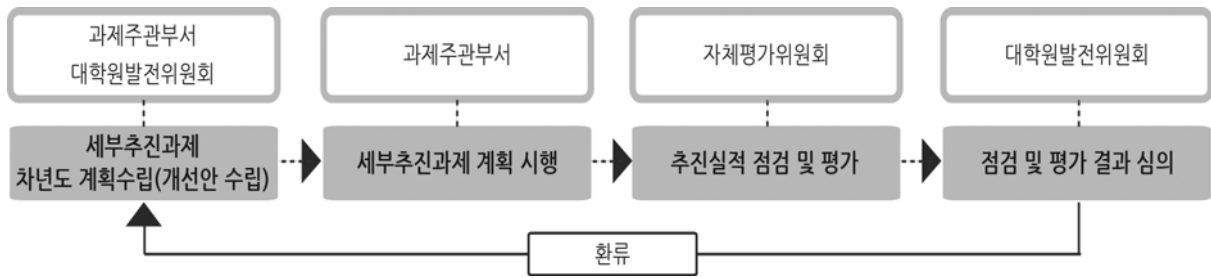 과제주관부서
대학원발전위원회
과제주관부서
자체평가위원회
대학원발전위원회
세부추진과제
차년도 계획수립(개선안 수립)
세부추진과제 계획 시행
추진실적 점검 및 평가
점검 및 평가 결과 심의
환류